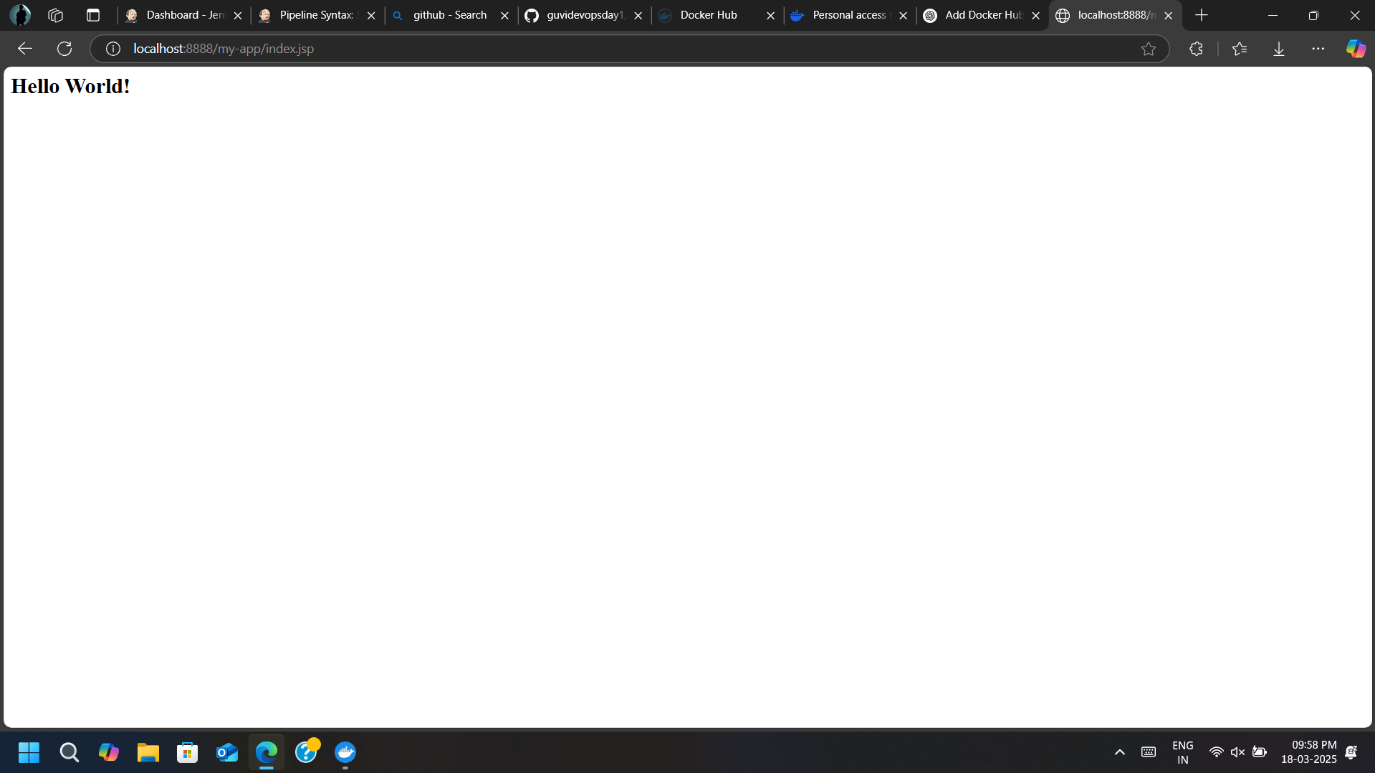 Dashboard - Jen
Pipeline Syntax: S
github - Search
guvidevopsday1,
Docker Hub
Personal access t
Add Docker Hub
localhost:8888/m
localhost:8888/my-app/index.jsp
Hello World!
ENG
IN
09:58 PM
18-03-2025